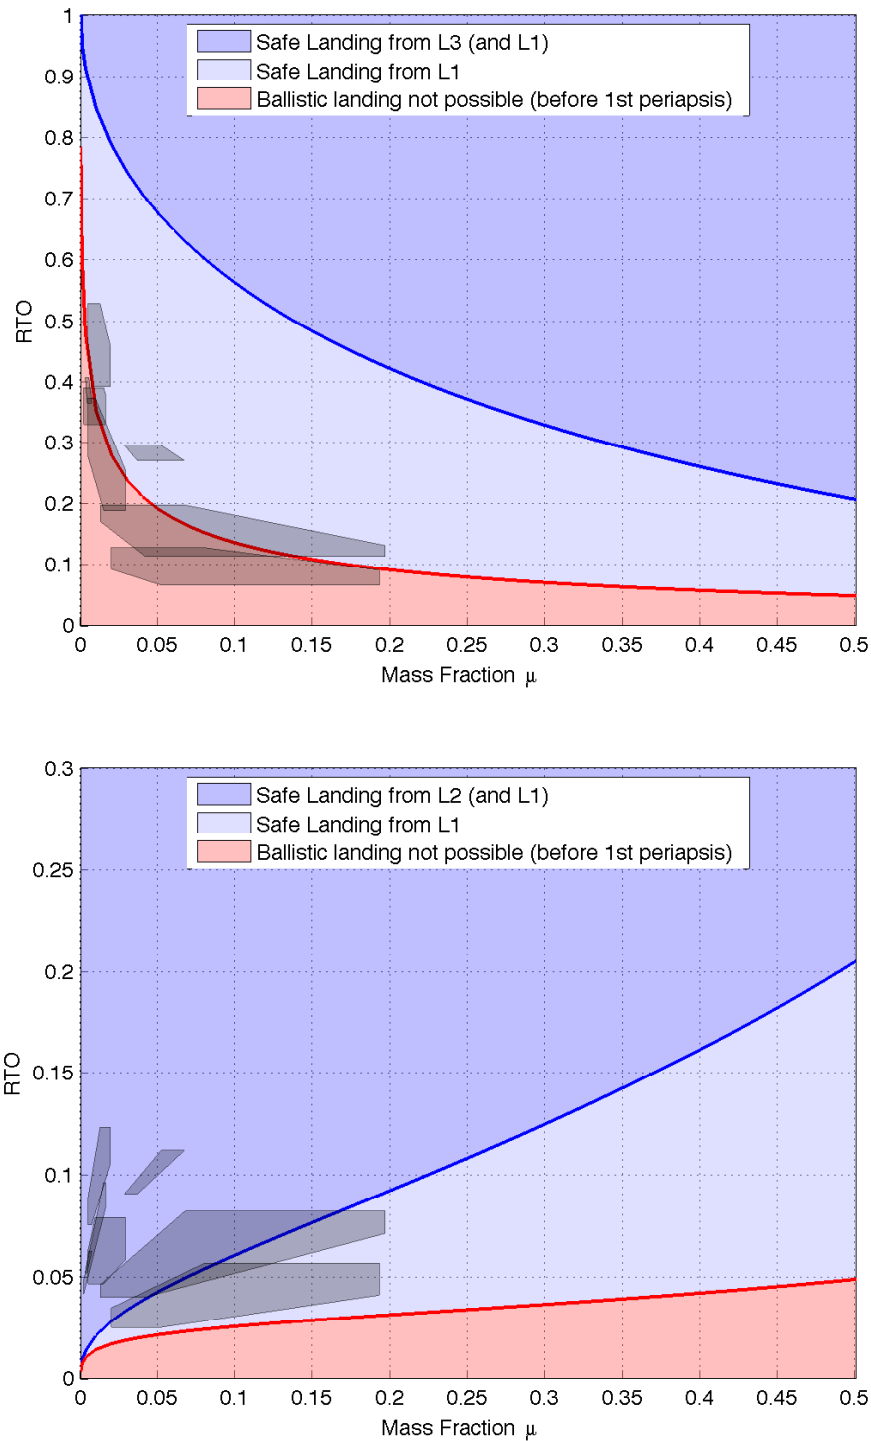 1
0.9
0.8
0.7
0.6
0.5
0.4
0.3
0.2
0.1
0
RTO
Safe Landing from L3 (and L1)
Safe Landing from L1
Ballistic landing not possible (before 1st periapsis)
0 0.05 0.1 0.15 0.2 0.25 0.3 0.35 0.4 0.45 0.5
Mass Fraction μ
0.3
0.25
0.2
0.15
0.1
0.05
0
RTO
Safe Landing from L2 (and L1)
Safe Landing from L1
Ballistic landing not possible (before 1st periapsis)
0 0.05 0.1 0.15 0.2 0.25 0.3 0.35 0.4 0.45 0.5
Mass Fraction μ